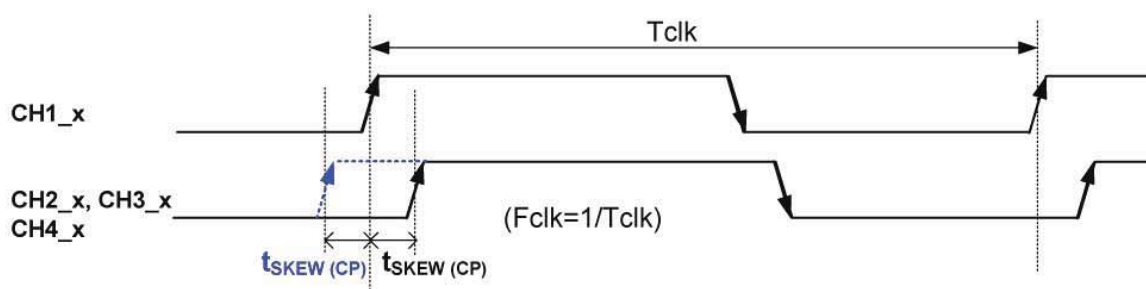 Tclk
CH1_x
CH2_x, CH3_x
CH4_x
(Fclk=1/Tclk)
tSKEW (CP) tSKEW (CP)